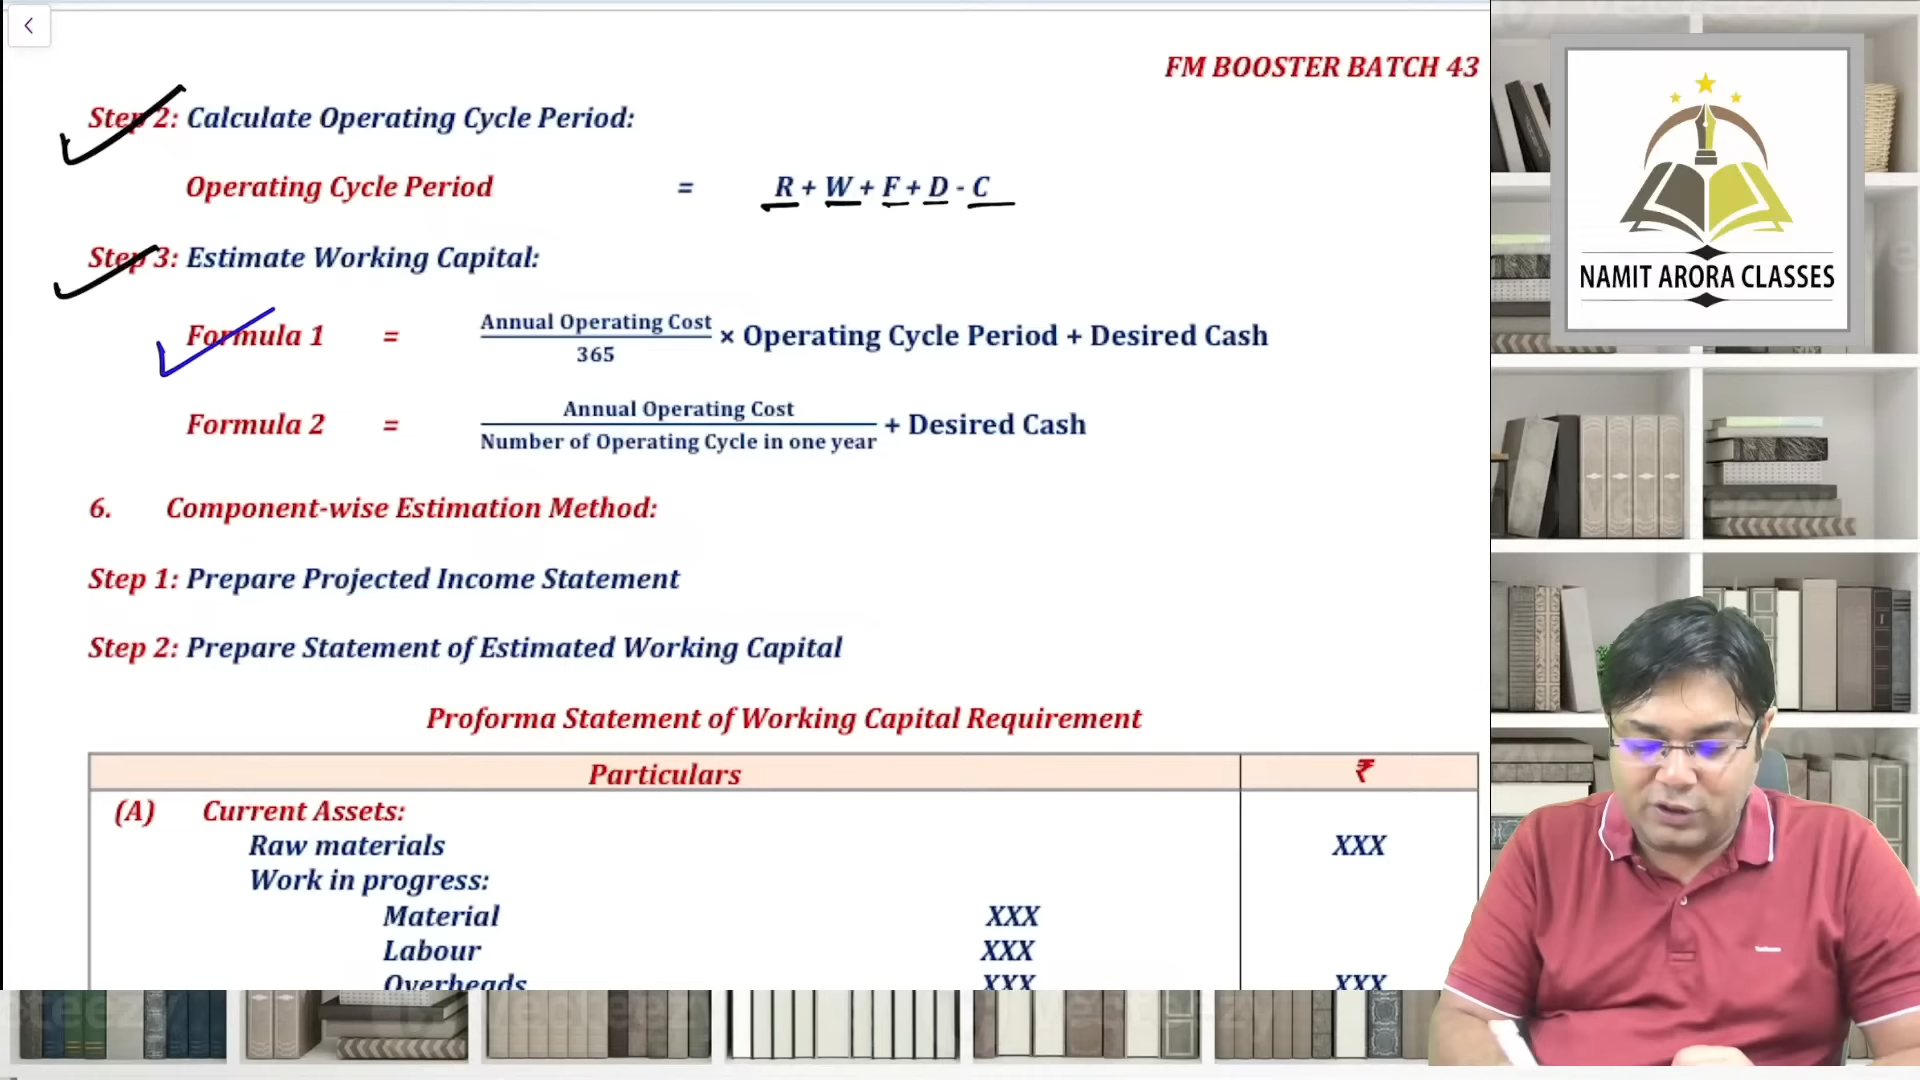 FM BOOSTER BATCH 43
Step 2: Calculate Operating Cycle Period:
Operating Cycle Period = R + W + F + D - C
Step 3: Estimate Working Capital:
Formula 1 = Annual Operating Cost / 365 × Operating Cycle Period + Desired Cash
Formula 2 = Annual Operating Cost / Number of Operating Cycle in one year + Desired Cash
6. Component-wise Estimation Method:
Step 1: Prepare Projected Income Statement
Step 2: Prepare Statement of Estimated Working Capital
Proforma Statement of Working Capital Requirement
Particulars ₹
(A) Current Assets:
Raw materials XXX
Work in progress:
Material XXX
Labour XXX
Overheads XXX XXX
NAMIT ARORA CLASSES